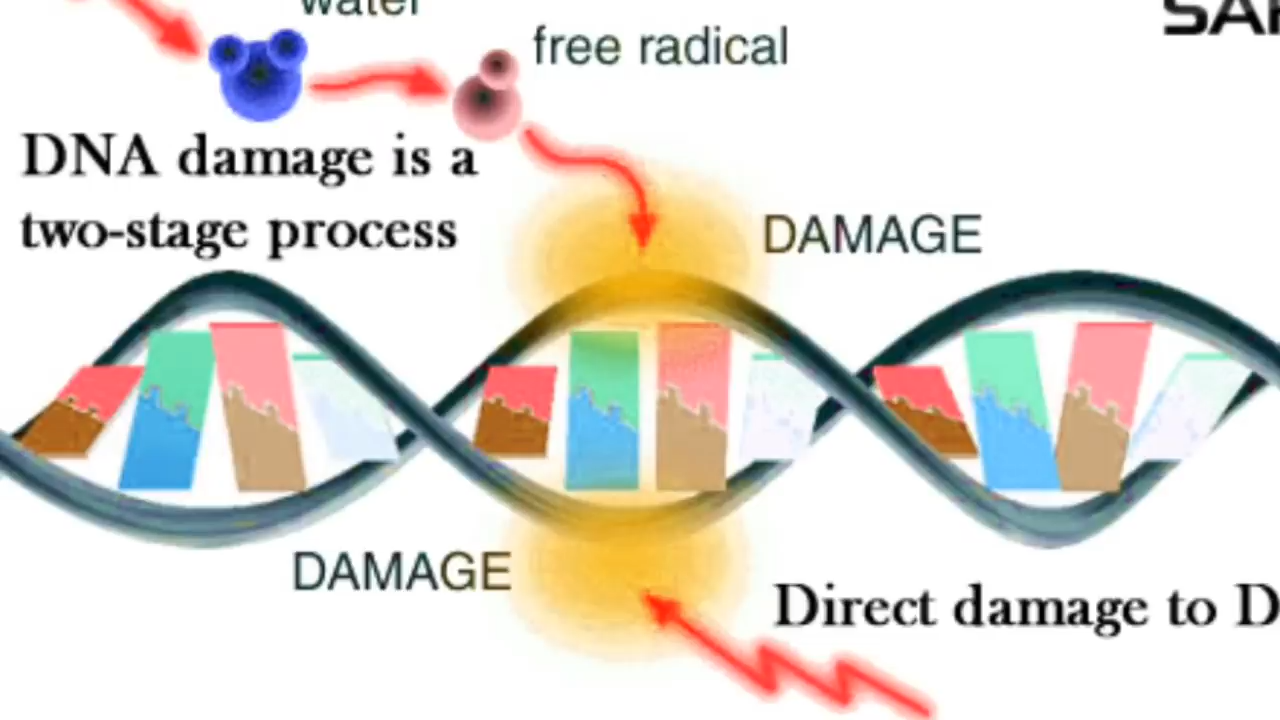 water
free radical
DNA damage is a
two-stage process
DAMAGE
DAMAGE
Direct damage to D